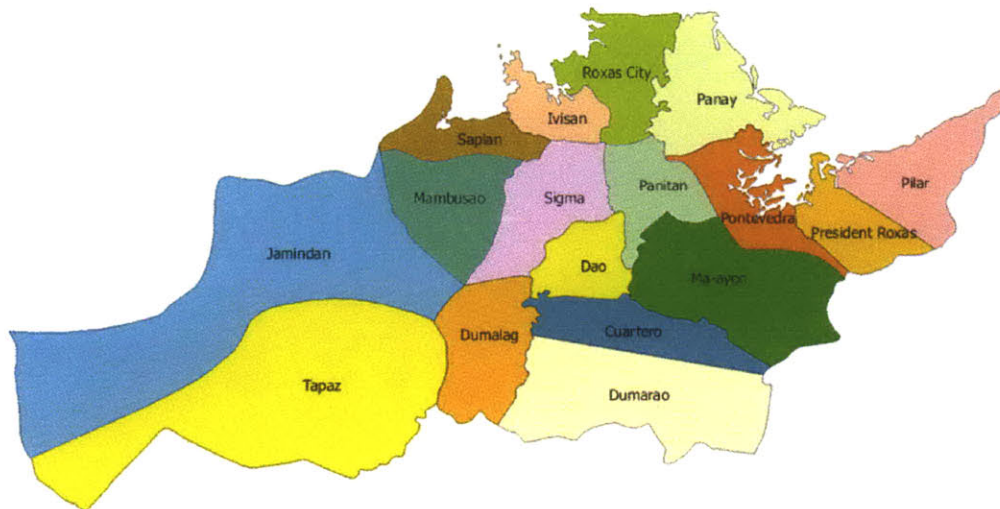 Roxas City
Panay
Ivisan
Sapian
Pilar
Mambusao
Sigma
Panitan
Pontevedra
President Roxas
Jamindan
Dao
Ma-ayon
Dumalag
Cuartero
Tapaz
Dumarao